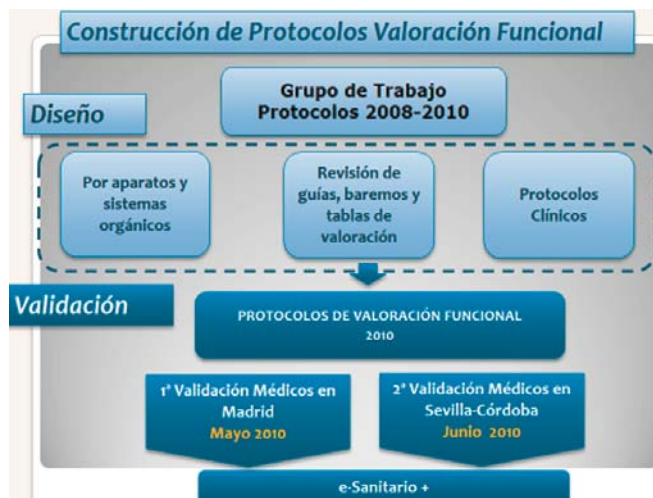 Construcción de Protocolos Valoración Funcional
Grupo de Trabajo
Protocolos 2008-2010
Diseño
Por aparatos y
sistemas
orgánicos
Revisión de
guías, baremos y
tablas de
valoración
Protocolos
Clínicos
Validación
PROTOCOLOS DE VALORACIÓN FUNCIONAL
2010
1ª Validación Médicos en
Madrid
Mayo 2010
2ª Validación Médicos en
Sevilla-Córdoba
Junio 2010
e-Sanitario +